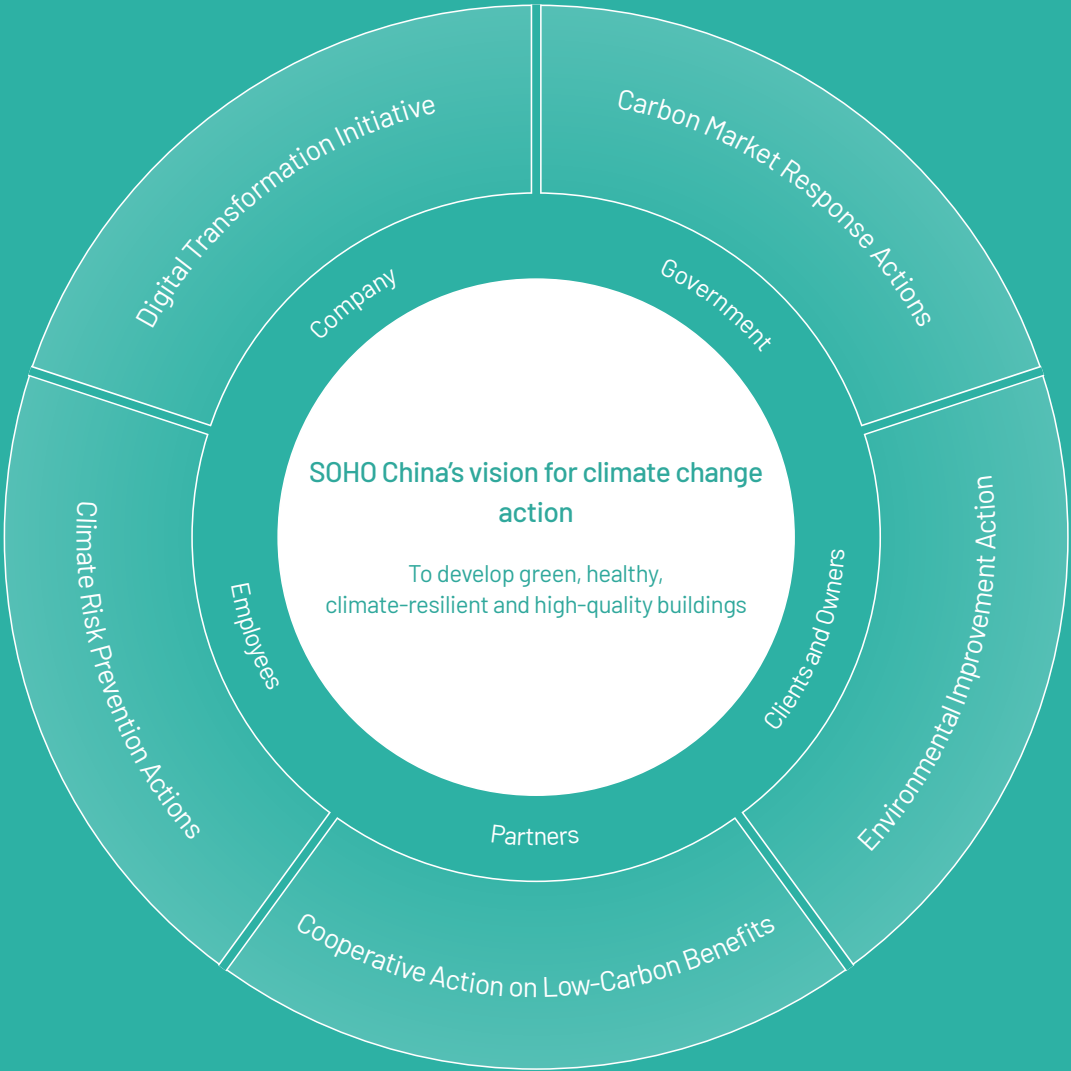 Digital Transformation Initiative
Carbon Market Response Actions
Company
Government
SOHO China’s vision for climate change
action
To develop green, healthy,
climate-resilient and high-quality buildings
Climate Risk Prevention Actions
Employees
Clients and Owners
Environmental Improvement Action
Partners
Cooperative Action on Low-Carbon Benefits